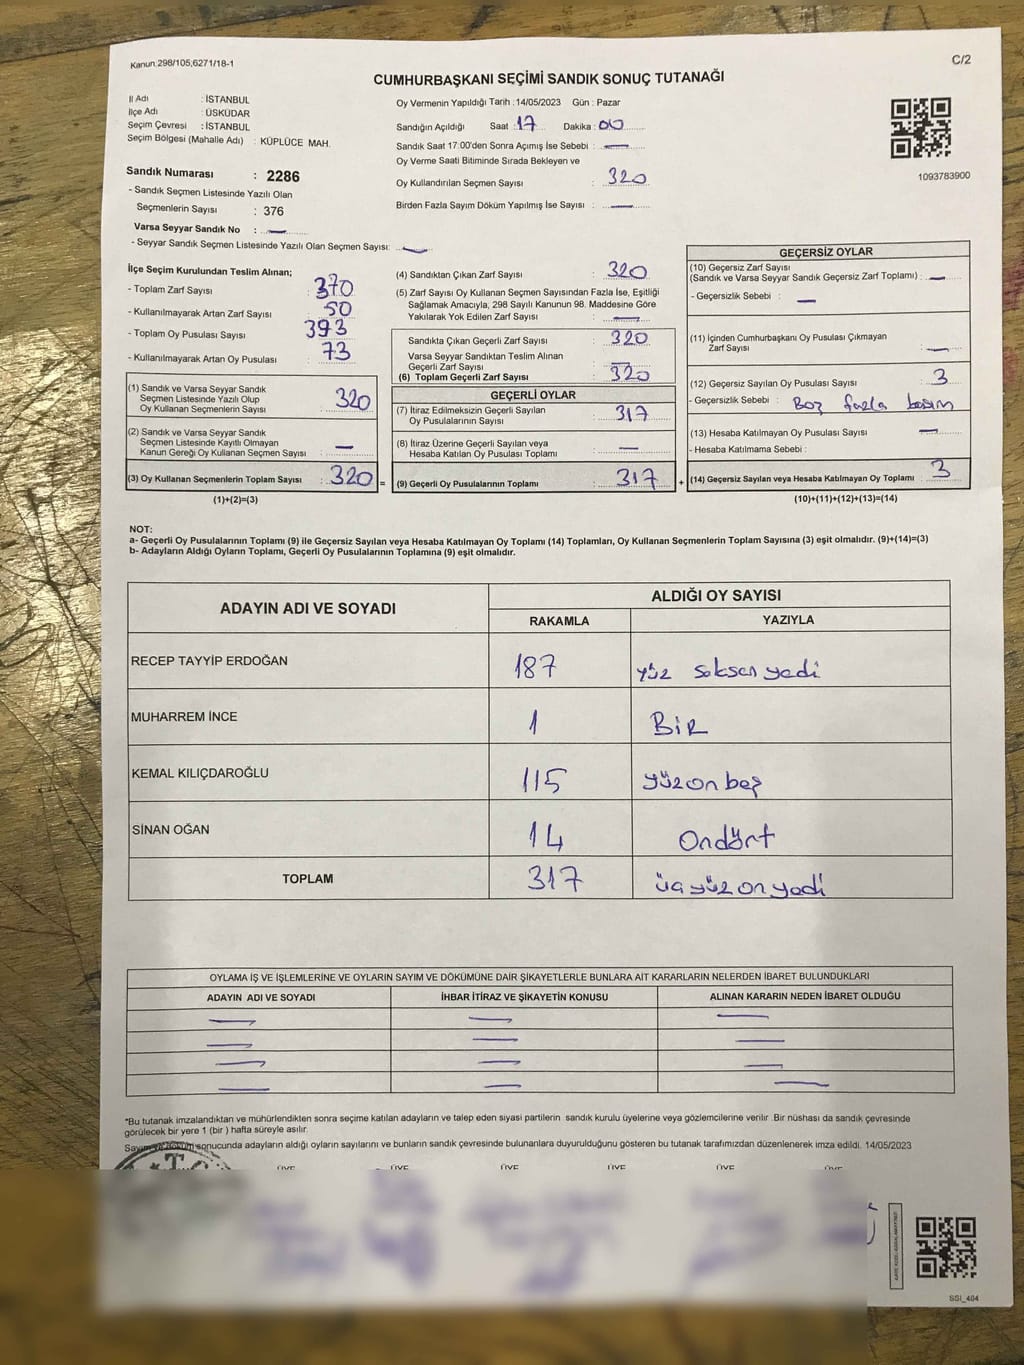 Kanun.298/105,6271/18-1
C/2
CUMHURBAŞKANI SEÇİMİ SANDIK SONUÇ TUTANAĞI
İl Adı : İSTANBUL
İlçe Adı : ÜSKÜDAR
Seçim Çevresi : İSTANBUL
Seçim Bölgesi (Mahalle Adı) : KÜPLÜCE MAH.
Oy Vermenin Yapıldığı Tarih : 14/05/2023 Gün : Pazar
Sandığın Açıldığı Saat : 17 Dakika : 00
Sandık Saat 17:00'den Sonra Açımış İse Sebebi : —
Oy Verme Saati Bitiminde Sırada Bekleyen ve
Oy Kullandırılan Seçmen Sayısı : 320
Birden Fazla Sayım Döküm Yapılmış İse Sayısı : —
1093783900
Sandık Numarası : 2286
- Sandık Seçmen Listesinde Yazılı Olan
Seçmenlerin Sayısı : 376
Varsa Seyyar Sandık No : —
- Seyyar Sandık Seçmen Listesinde Yazılı Olan Seçmen Sayısı: —
İlçe Seçim Kurulundan Teslim Alınan;
- Toplam Zarf Sayısı : 370
- Kullanılmayarak Artan Zarf Sayısı : 50
- Toplam Oy Pusulası Sayısı : 393
- Kullanılmayarak Artan Oy Pusulası : 73
(1) Sandık ve Varsa Seyyar Sandık
Seçmen Listesinde Yazılı Olup
Oy Kullanan Seçmenlerin Sayısı : 320
(2) Sandık ve Varsa Seyyar Sandık
Seçmen Listesinde Kayıtlı Olmayan
Kanun Gereği Oy Kullanan Seçmen Sayısı : —
(3) Oy Kullanan Seçmenlerin Toplam Sayısı : 320 =
(1)+(2)=(3)
(4) Sandıktan Çıkan Zarf Sayısı : 320
(5) Zarf Sayısı Oy Kullanan Seçmen Sayısından Fazla İse, Eşitliği
Sağlamak Amacıyla, 298 Sayılı Kanunun 98. Maddesine Göre
Yakılarak Yok Edilen Zarf Sayısı : —
Sandıkta Çıkan Geçerli Zarf Sayısı : 320
Varsa Seyyar Sandıktan Teslim Alınan
Geçerli Zarf Sayısı : —
(6) Toplam Geçerli Zarf Sayısı : 320
GEÇERLİ OYLAR
(7) İtiraz Edilmeksizin Geçerli Sayılan
Oy Pusulalarının Sayısı : 317
(8) İtiraz Üzerine Geçerli Sayılan veya
Hesaba Katılan Oy Pusulası Toplamı : —
(9) Geçerli Oy Pusulalarının Toplamı : 317 +
GEÇERSİZ OYLAR
(10) Geçersiz Zarf Sayısı
(Sandık ve Varsa Seyyar Sandık Geçersiz Zarf Toplamı) : —
- Geçersizlik Sebebi : —
(11) İçinden Cumhurbaşkanı Oy Pusulası Çıkmayan
Zarf Sayısı : —
(12) Geçersiz Sayılan Oy Pusulası Sayısı : 3
- Geçersizlik Sebebi : fazla basım
(13) Hesaba Katılmayan Oy Pusulası Sayısı : —
- Hesaba Katılmama Sebebi :
(14) Geçersiz Sayılan veya Hesaba Katılmayan Oy Toplamı : 3
(10)+(11)+(12)+(13)=(14)
NOT:
a- Geçerli Oy Pusulalarının Toplamı (9) ile Geçersiz Sayılan veya Hesaba Katılmayan Oy Toplamı (14) Toplamları, Oy Kullanan Seçmenlerin Toplam Sayısına (3) eşit olmalıdır. (9)+(14)=(3)
b- Adayların Aldığı Oyların Toplamı, Geçerli Oy Pusulalarının Toplamına (9) eşit olmalıdır.
ADAYIN ADI VE SOYADI
ALDIĞI OY SAYISI
RAKAMLA YAZIYLA
RECEP TAYYİP ERDOĞAN 187 yüz seksen yedi
MUHARREM İNCE 1 BiR
KEMAL KILIÇDAROĞLU 115 yüz on beş
SİNAN OĞAN 14 Ondört
TOPLAM 317 üçyüz on yedi
OYLAMA İŞ VE İŞLEMLERİNE VE OYLARIN SAYIM VE DÖKÜMÜNE DAİR ŞİKAYETLERLE BUNLARA AİT KARARLARIN NELERDEN İBARET BULUNDUKLARI
ADAYIN ADI VE SOYADI İHBAR İTİRAZ VE ŞİKAYETİN KONUSU ALINAN KARARIN NEDEN İBARET OLDUĞU
— — —
— — —
— — —
— — —
*Bu tutanak imzalandıktan ve mühürlendikten sonra seçime katılan adayların ve talep eden siyasi partilerin sandık kurulu üyelerine veya gözlemcilerine verilir .Bir nüshası da sandık çevresinde
görülecek bir yere 1 (bir ) hafta süreyle asılır.
Sayım ve döküm sonucunda adayların aldığı oyların sayılarını ve bunların sandık çevresinde bulunanlara duyurulduğunu gösteren bu tutanak tarafımızdan düzenlenerek imza edildi. 14/05/2023
ÜYE ÜYE ÜYE ÜYE ÜYE ÜYE
T.C.
SSI_404